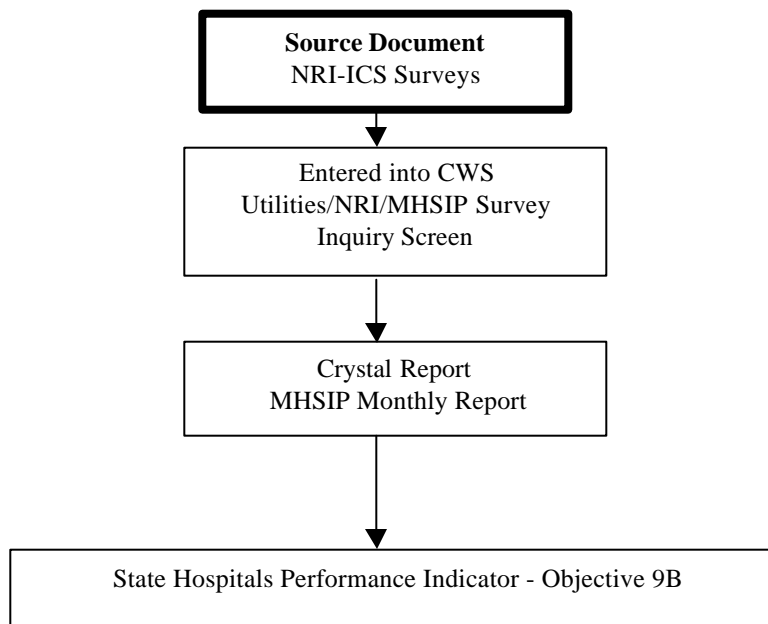 Source Document
NRI-ICS Surveys
Entered into CWS
Utilities/NRI/MHSIP Survey
Inquiry Screen
Crystal Report
MHSIP Monthly Report
State Hospitals Performance Indicator - Objective 9B